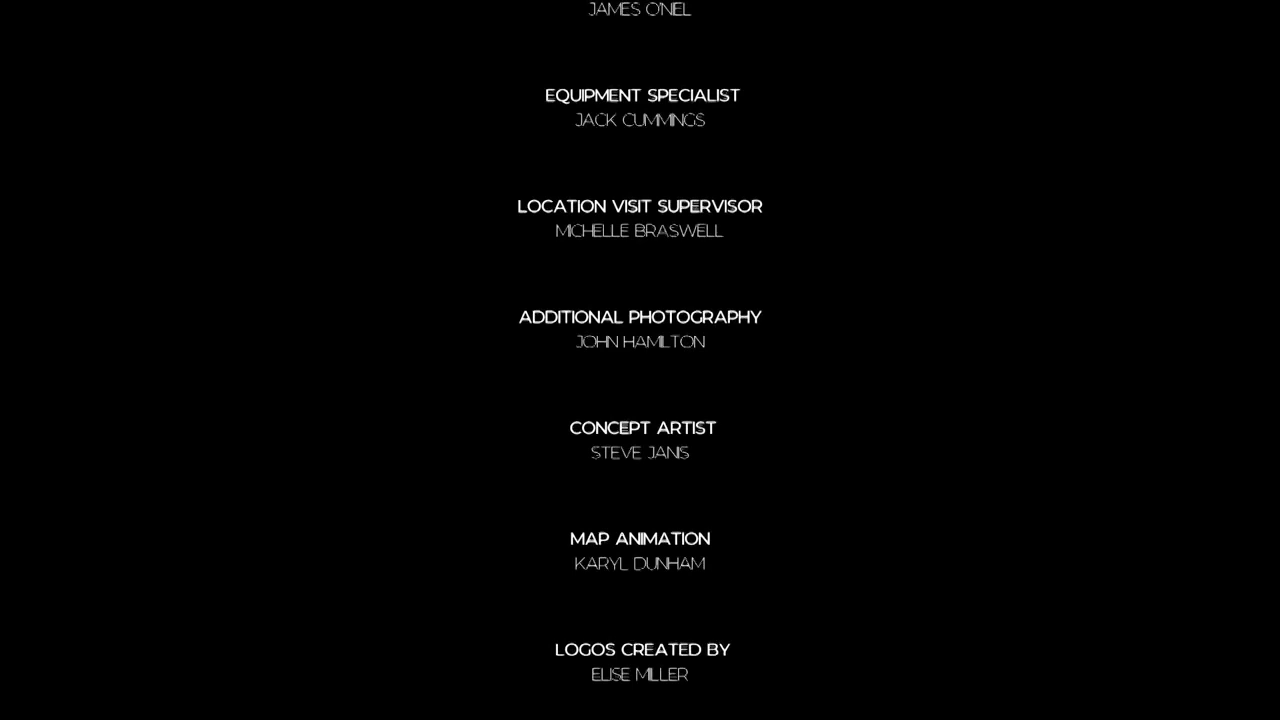 JAMES O'NEL
EQUIPMENT SPECIALIST
JACK CUMMINGS
LOCATION VISIT SUPERVISOR
MICHELLE BRASWELL
ADDITIONAL PHOTOGRAPHY
JOHN HAMILTON
CONCEPT ARTIST
STEVE JANIS
MAP ANIMATION
KARYL DUNHAM
LOGOS CREATED BY
ELISE MILLER